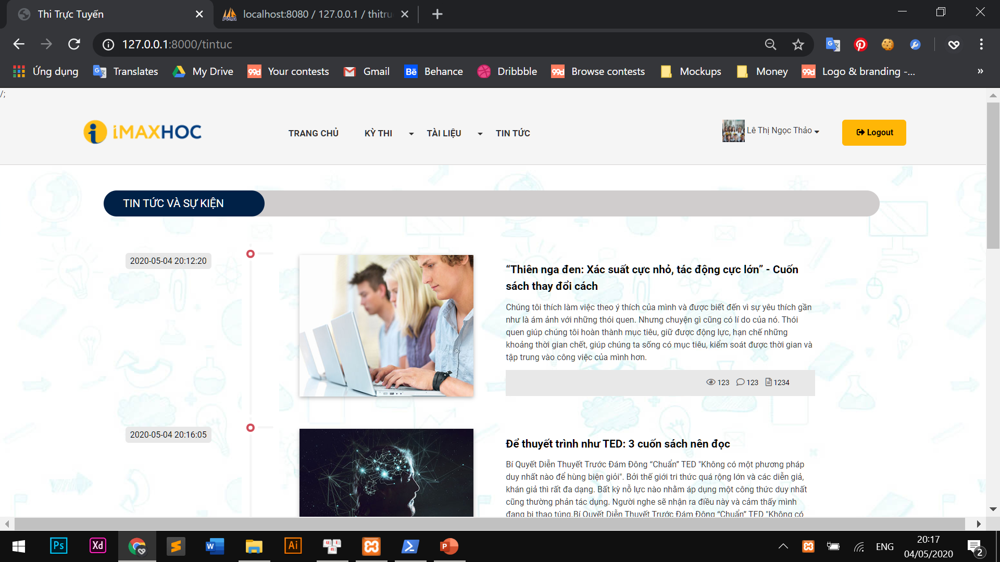 Thi Trực Tuyến
localhost:8080 / 127.0.0.1 / thitru
127.0.0.1:8000/tintuc
Ứng dụng
Translates
My Drive
99d
Your contests
Gmail
Bē
Behance
Dribbble
99d
Browse contests
Mockups
Money
99d
Logo & branding -...
»
/;
iMAXHOC
TRANG CHỦ
KỲ THI
TÀI LIỆU
TIN TỨC
Lê Thị Ngọc Thảo
Logout
TIN TỨC VÀ SỰ KIỆN
2020-05-04 20:12:20
“Thiên nga đen: Xác suất cực nhỏ, tác động cực lớn” - Cuốn
sách thay đổi cách
Chúng tôi thích làm việc theo ý thích của mình và được biết đến vì sự yêu thích gần
như là ám ảnh với những thói quen. Nhưng chuyện gì cũng có lí do của nó. Thói
quen giúp chúng tôi hoàn thành mục tiêu, giữ được động lực, hạn chế những
khoảng thời gian chết, giúp chúng ta sống có mục tiêu, kiểm soát được thời gian và
tập trung vào công việc của mình hơn.
123 123 1234
2020-05-04 20:16:05
Để thuyết trình như TED: 3 cuốn sách nên đọc
Bí Quyết Diễn Thuyết Trước Đám Đông “Chuẩn” TED "Không có một phương pháp
duy nhất nào để hùng biện giỏi". Bởi thế giới tri thức quá rộng lớn và các diễn giả,
khán giả thì rất đa dạng. Bất kỳ nỗ lực nào nhằm áp dụng một công thức duy nhất
cũng thường phản tác dụng. Người nghe sẽ nhận ra điều này và cảm thấy mình
đang bị thao túng.Bí Quyết Diễn Thuyết Trước Đám Đông “Chuẩn” TED "Không có
Ps
Xd
W
Ai
P
ENG
20:17
04/05/2020
2